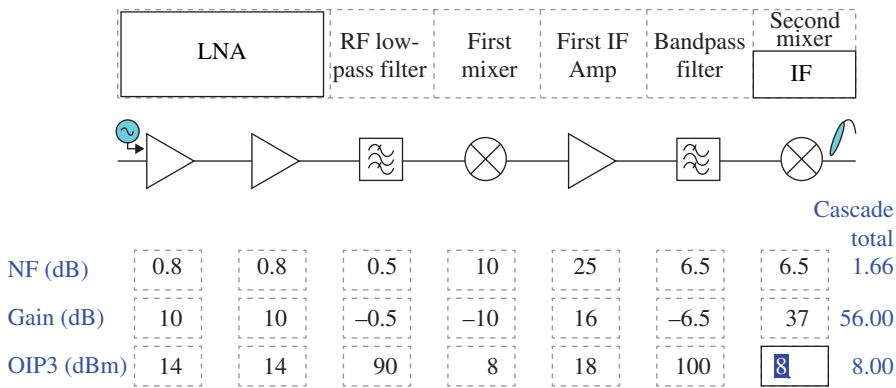 LNA
RF low-
pass filter
First
mixer
First IF
Amp
Bandpass
filter
Second
mixer
IF
Cascade
total
NF (dB) 0.8 0.8 0.5 10 25 6.5 6.5 1.66
Gain (dB) 10 10 –0.5 –10 16 –6.5 37 56.00
OIP3 (dBm) 14 14 90 8 18 100 8 8.00